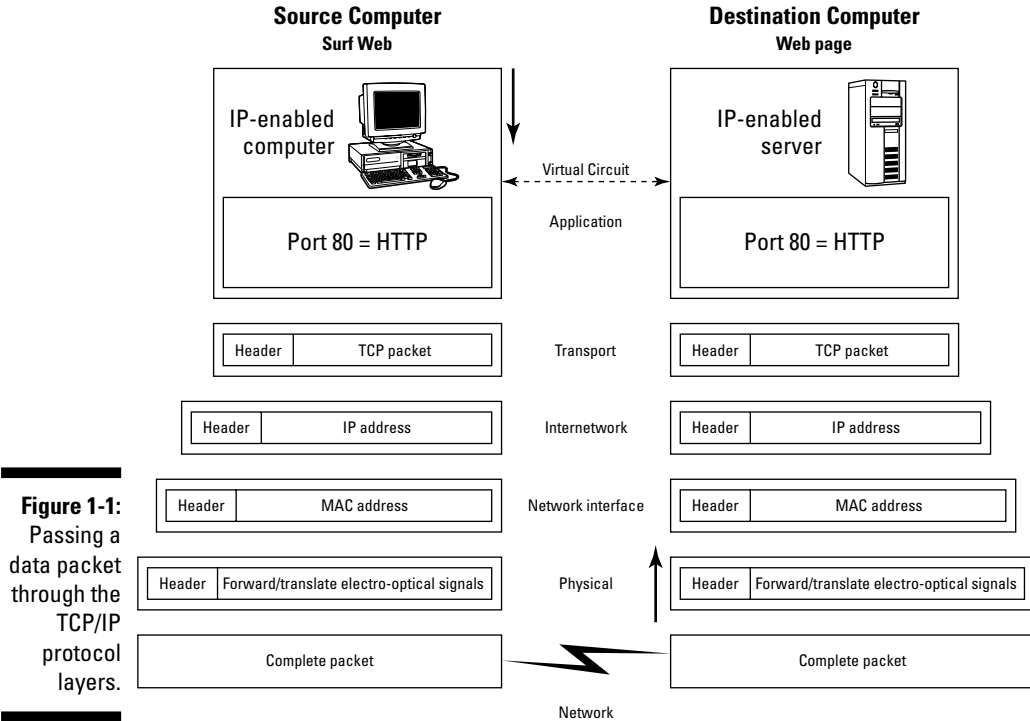 Source Computer
Surf Web
Destination Computer
Web page
IP-enabled
computer
IP-enabled
server
Virtual Circuit
Application
Port 80 = HTTP
Port 80 = HTTP
Header
TCP packet
Transport
Header
TCP packet
Header
IP address
Internetwork
Header
IP address
Header
MAC address
Network interface
Header
MAC address
Header
Forward/translate electro-optical signals
Physical
Header
Forward/translate electro-optical signals
Complete packet
Complete packet
Network
Figure 1-1:
Passing a
data packet
through the
TCP/IP
protocol
layers.